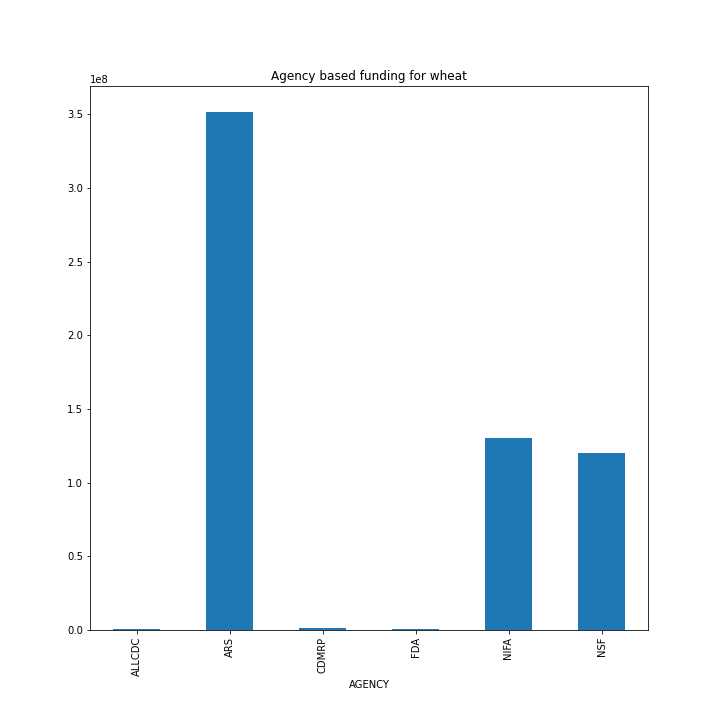 Agency based funding for wheat
1e8
3.5
3.0
2.5
2.0
1.5
1.0
0.5
0.0
ALLCDC
ARS
CDMRP
FDA
NIFA
NSF
AGENCY